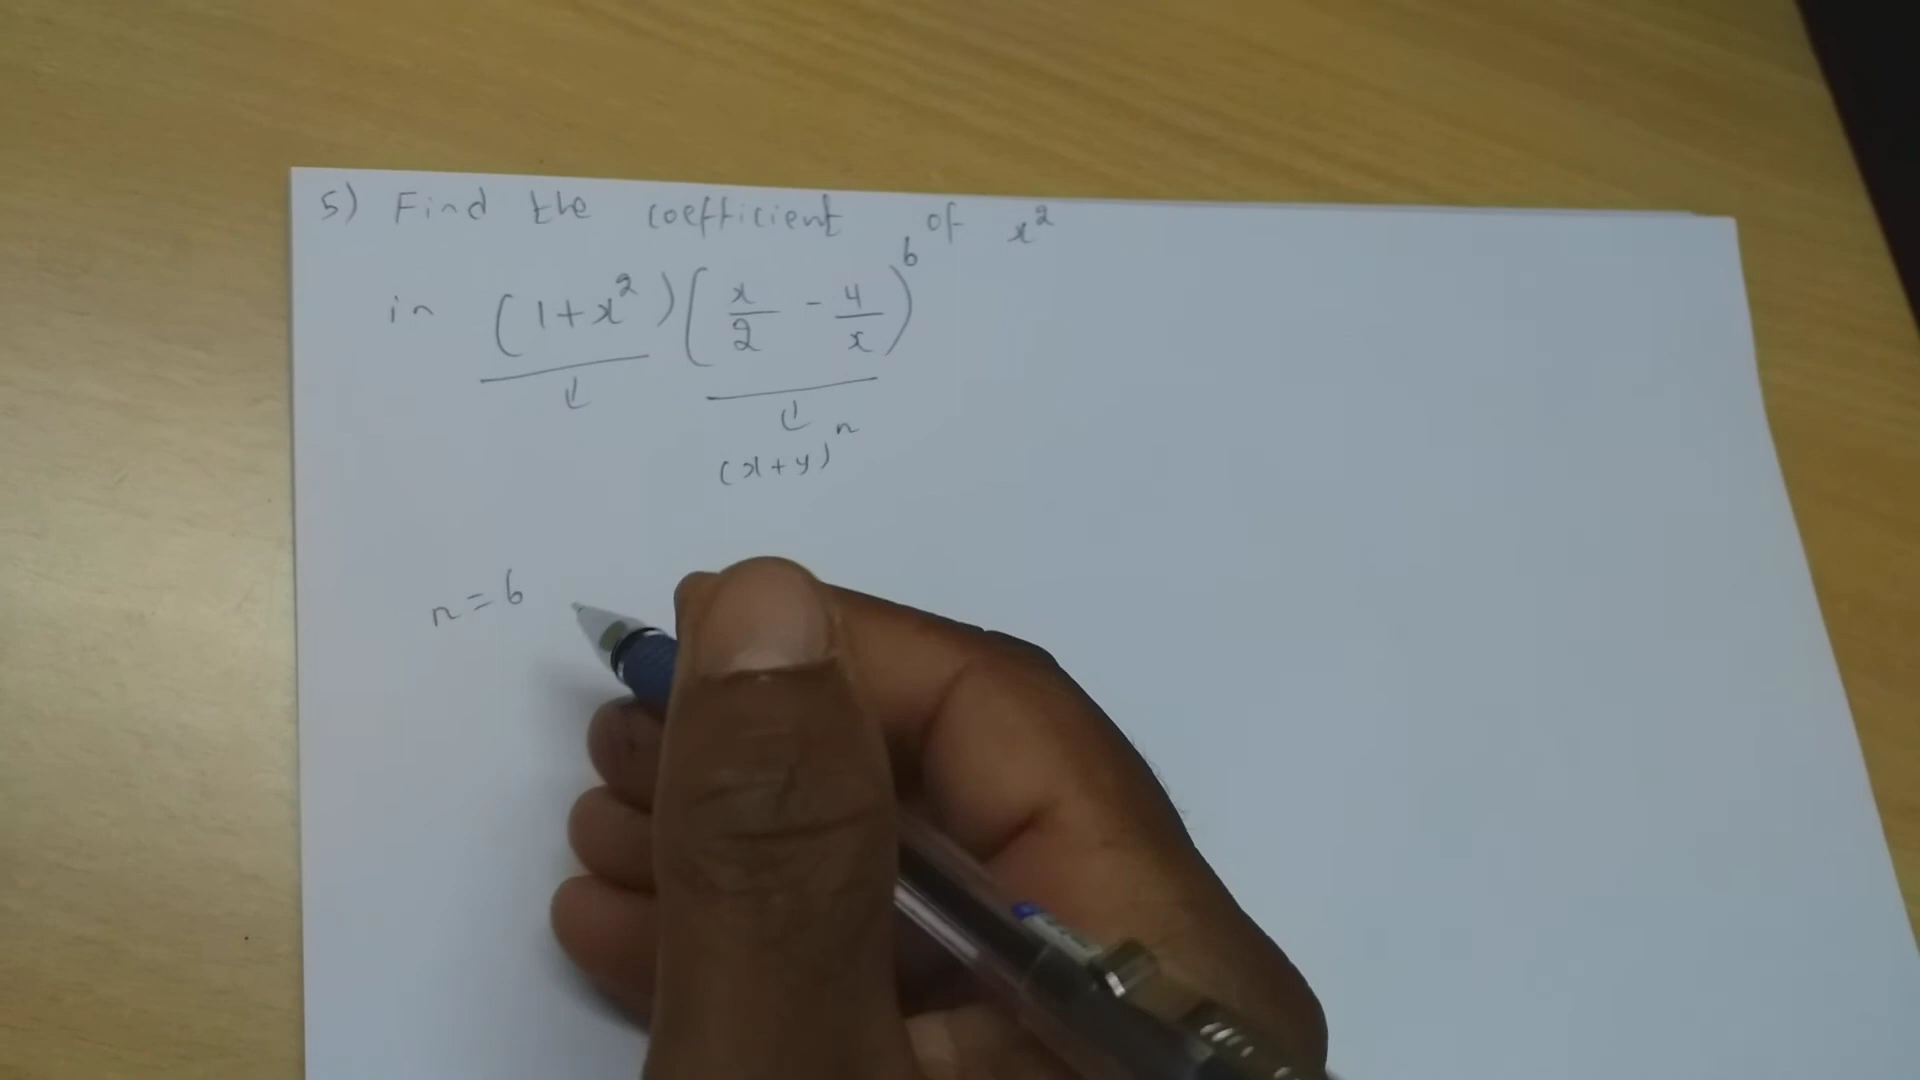 5) Find the coefficient of x²
in (1+x²)(x/2 - 4/x)⁶
(x+y)ⁿ
n=6